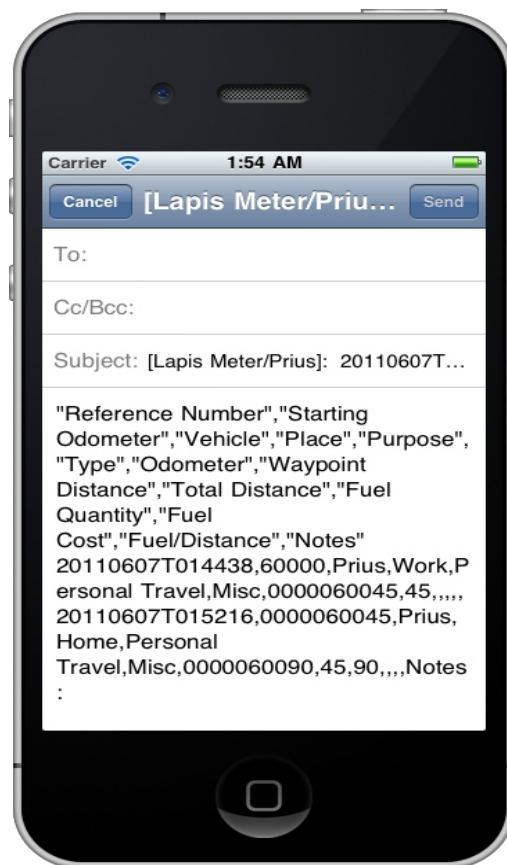 Carrier 1:54 AM
Cancel [Lapis Meter/Priu... Send
To:
Cc/Bcc:
Subject: [Lapis Meter/Prius]: 20110607T...
"Reference Number","Starting
Odometer","Vehicle","Place","Purpose",
"Type","Odometer","Waypoint
Distance","Total Distance","Fuel
Quantity","Fuel
Cost","Fuel/Distance","Notes"
20110607T014438,60000,Prius,Work,P
ersonal Travel,Misc,0000060045,45,,,,,
20110607T015216,0000060045,Prius,
Home,Personal
Travel,Misc,0000060090,45,90,,,,Notes
: